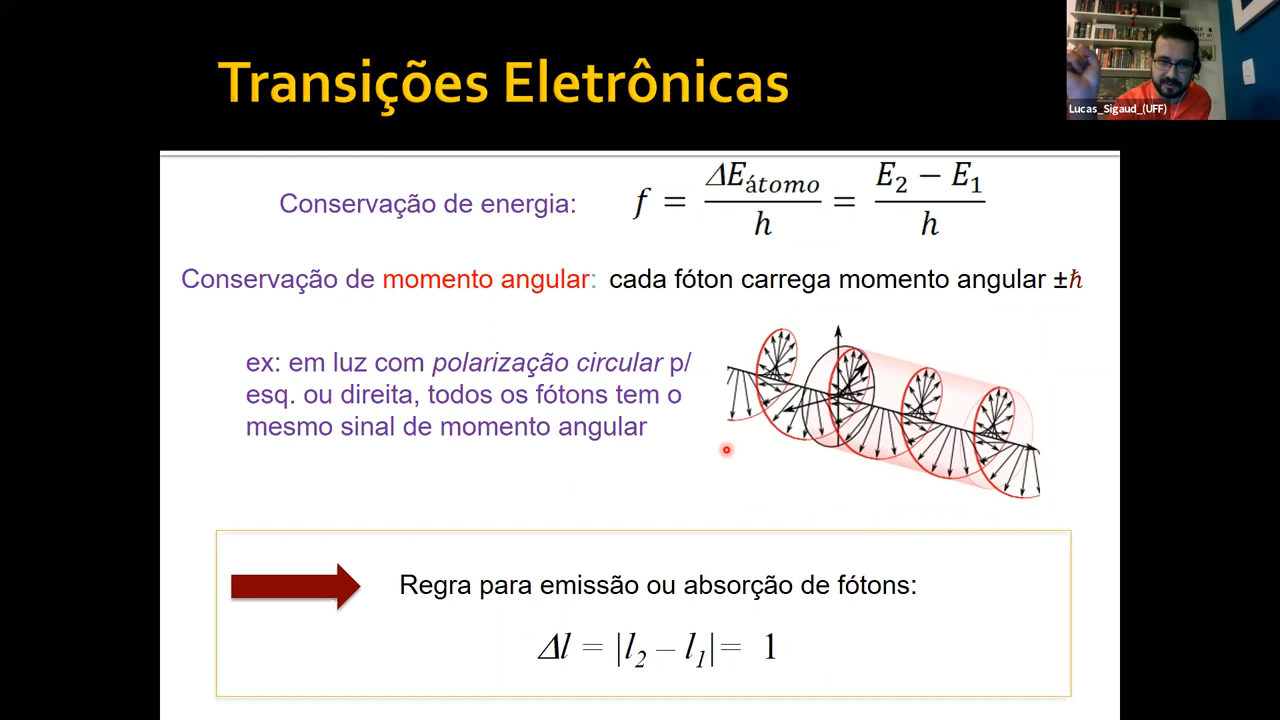 Transições Eletrônicas
Lucas_Sigaud_(UFF)
Conservação de energia: f = ΔEátomo / h = E2 − E1 / h
Conservação de momento angular: cada fóton carrega momento angular ±ħ
ex: em luz com polarização circular p/
esq. ou direita, todos os fótons tem o
mesmo sinal de momento angular
Regra para emissão ou absorção de fótons:
Δl = |l2 – l1|= 1